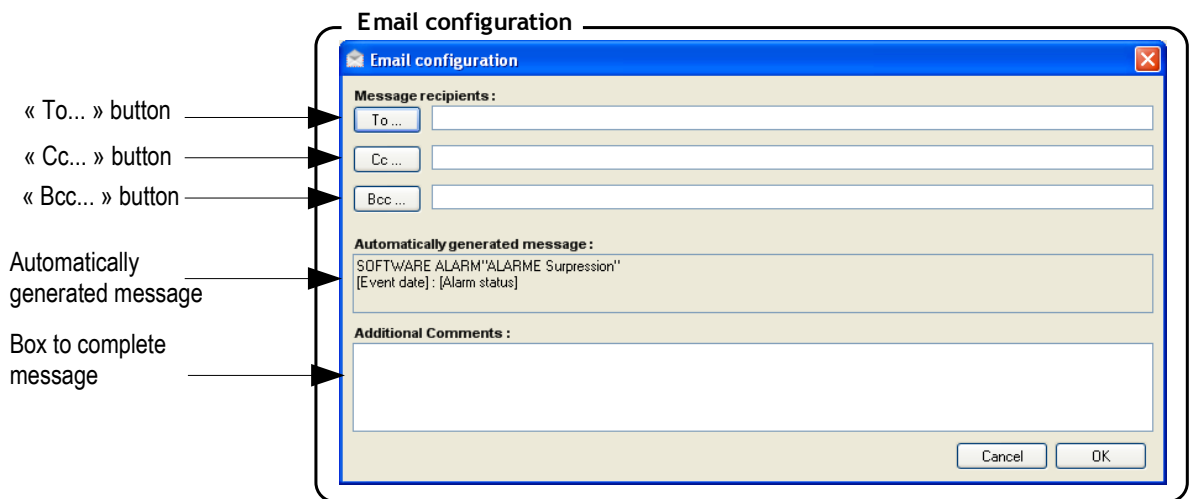 Email configuration
Email configuration
Message recipients :
« To... » button
To ...
« Cc... » button
Cc ...
« Bcc... » button
Bcc ...
Automatically generated message :
Automatically
generated message
SOFTWARE ALARM"ALARME Surpression"
[Event date] : [Alarm status]
Additional Comments :
Box to complete
message
Cancel
OK